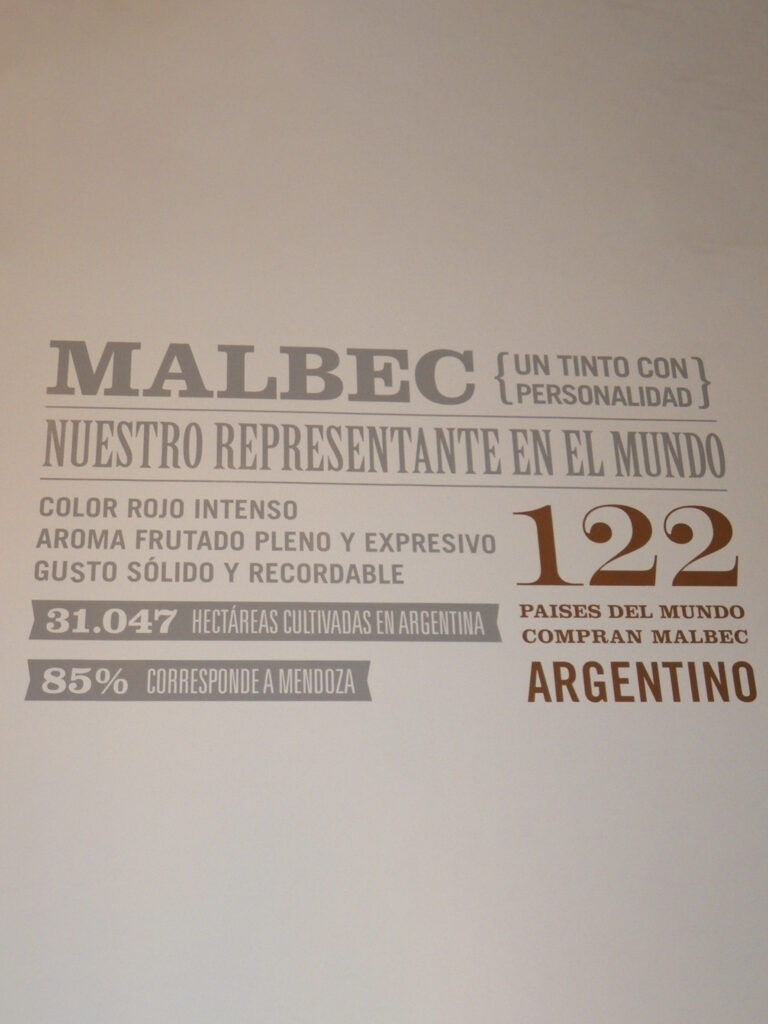 MALBEC {UN TINTO CON
PERSONALIDAD}
NUESTRO REPRESENTANTE EN EL MUNDO
COLOR ROJO INTENSO
AROMA FRUTADO PLENO Y EXPRESIVO
GUSTO SÓLIDO Y RECORDABLE
31.047 HECTÁREAS CULTIVADAS EN ARGENTINA
85% CORRESPONDE A MENDOZA
122
PAISES DEL MUNDO
COMPRAN MALBEC
ARGENTINO